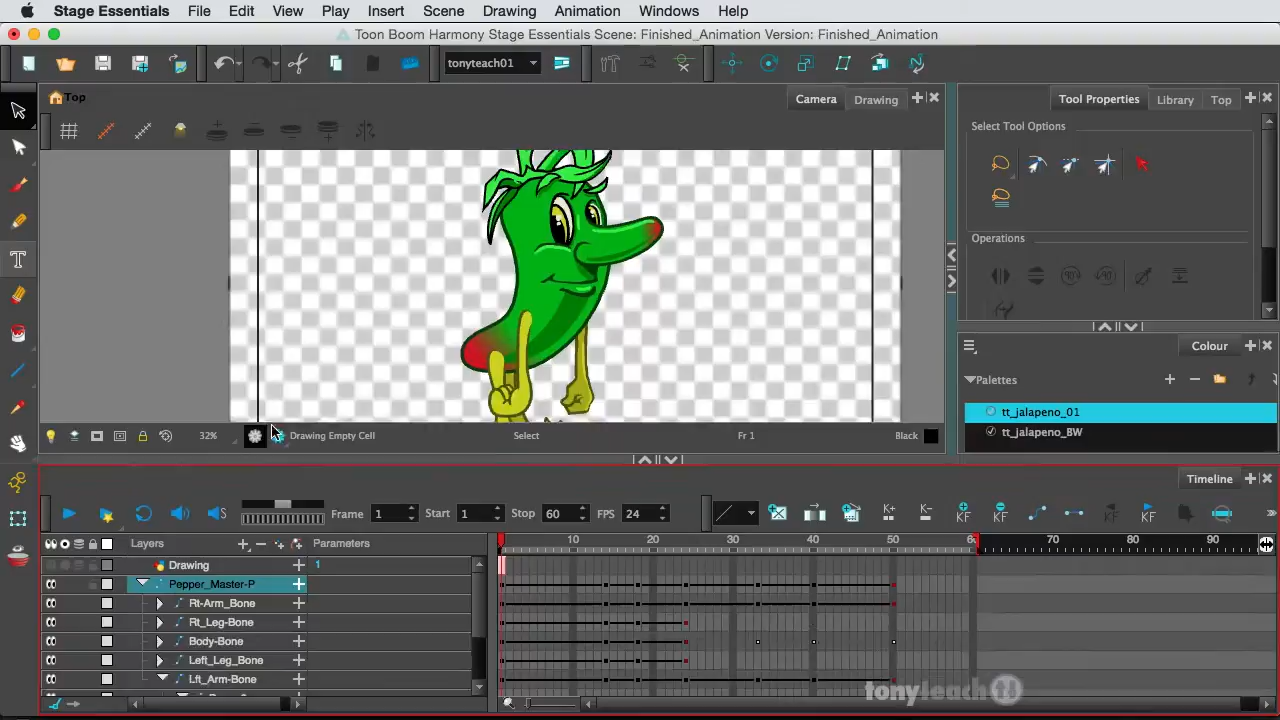 Stage Essentials File Edit View Play Insert Scene Drawing Animation Windows Help
Toon Boom Harmony Stage Essentials Scene: Finished_Animation Version: Finished_Animation
tonyteach01
Top Camera Drawing Tool Properties Library Top
Select Tool Options
Operations
Colour
Palettes
tt_jalapeno_01
tt_jalapeno_BW
32% Drawing Empty Cell Select Fr 1 Black
Timeline
Frame 1 Start 1 Stop 60 FPS 24
Layers Parameters 10 20 30 40 50 70 80 90
Drawing 1
Pepper_Master-P
Rt-Arm_Bone
Rt_Leg-Bone
Body-Bone
Left_Leg_Bone
Lft_Arm-Bone
tonyteach